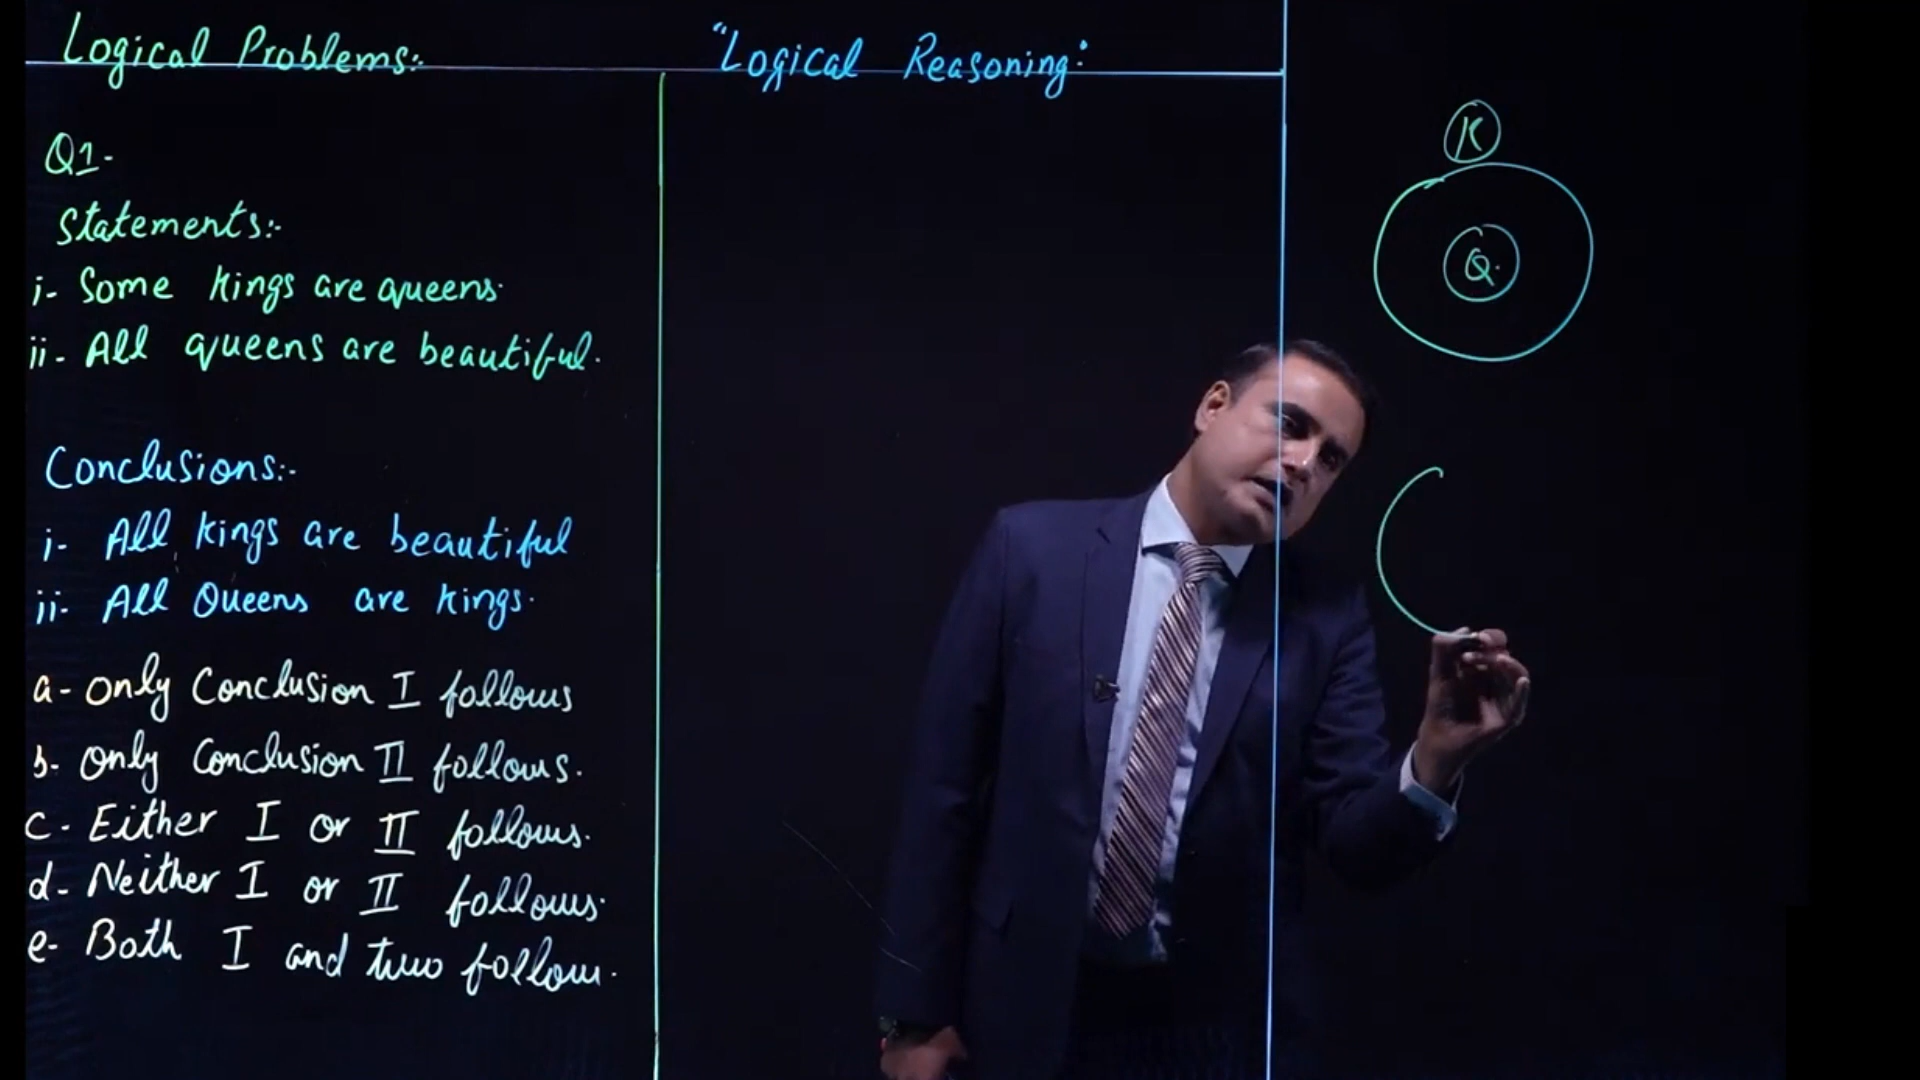 Logical Problems:-
"Logical Reasoning:"
Q1-
Statements:-
i- Some kings are queens.
ii- All queens are beautiful.
Conclusions:-
i- All kings are beautiful
ii- All Queens are kings.
a- only Conclusion I follows
b- only Conclusion II follows.
c- Either I or II follows.
d- Neither I or II follows.
e- Both I and two follow.
K
Q.